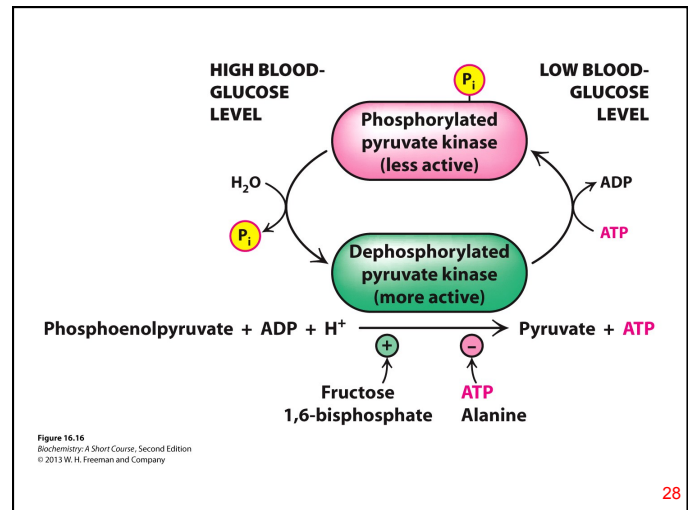 HIGH BLOOD-
GLUCOSE
LEVEL
LOW BLOOD-
GLUCOSE
LEVEL
Pᵢ
Phosphorylated
pyruvate kinase
(less active)
H₂O
Pᵢ
ADP
ATP
Dephosphorylated
pyruvate kinase
(more active)
Phosphoenolpyruvate + ADP + H⁺
Pyruvate + ATP
+
−
Fructose
1,6-bisphosphate
ATP
Alanine
Figure 16.16
Biochemistry: A Short Course, Second Edition
© 2013 W. H. Freeman and Company
28